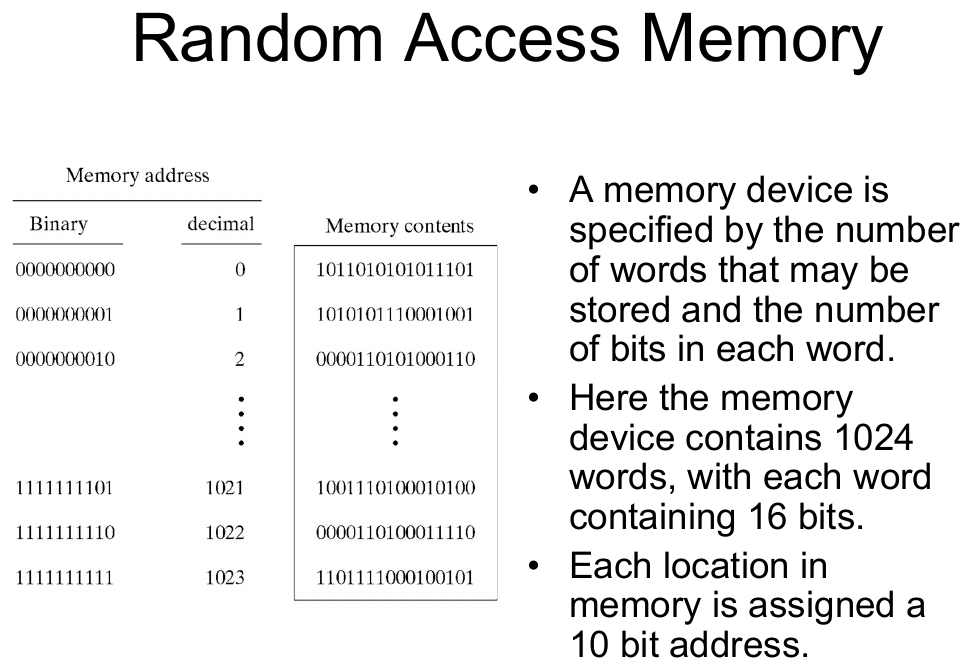 Random Access Memory
Memory address
Binary decimal Memory contents
0000000000 0 1011010101011101
0000000001 1 1010101110001001
0000000010 2 0000110101000110
1111111101 1021 1001110100010100
1111111110 1022 0000110100011110
1111111111 1023 1101111000100101
• A memory device is
specified by the number
of words that may be
stored and the number
of bits in each word.
• Here the memory
device contains 1024
words, with each word
containing 16 bits.
• Each location in
memory is assigned a
10 bit address.